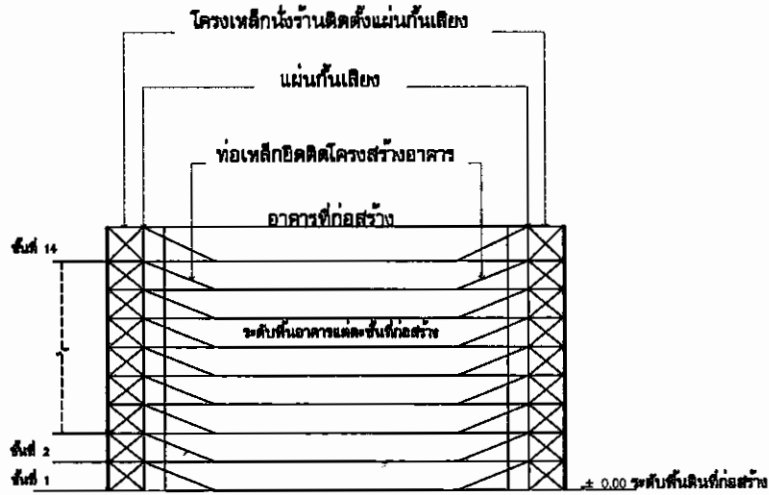 โครงเหล็กนั่งร้านติดตั้งแผ่นกั้นเสียง
แผ่นกั้นเสียง
ท่อเหล็กยึดติดโครงสร้างอาคาร
อาคารที่ก่อสร้าง
ชั้นที่ 14
ระดับพื้นอาคารแต่ละชั้นที่ก่อสร้าง
ชั้นที่ 2
ชั้นที่ 1
± 0.00 ระดับพื้นดินที่ก่อสร้าง